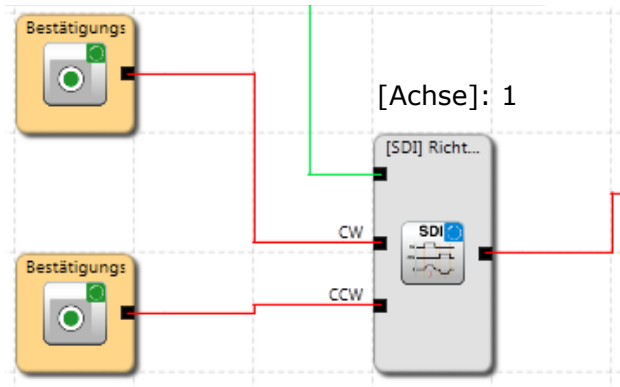 Bestätigungs
[Achse]: 1
[SDI] Richt...
CW
SDI
Bestätigungs
CCW